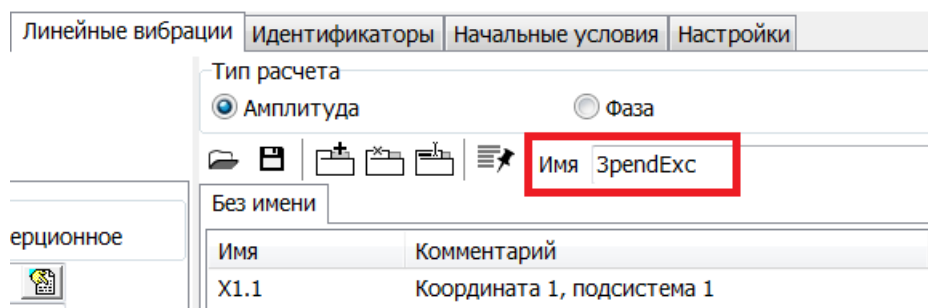 Линейные вибрации Идентификаторы Начальные условия Настройки
Тип расчета
Амплитуда Фаза
Имя 3pendExc
Без имени
ерционное
Имя Комментарий
X1.1 Координата 1, подсистема 1